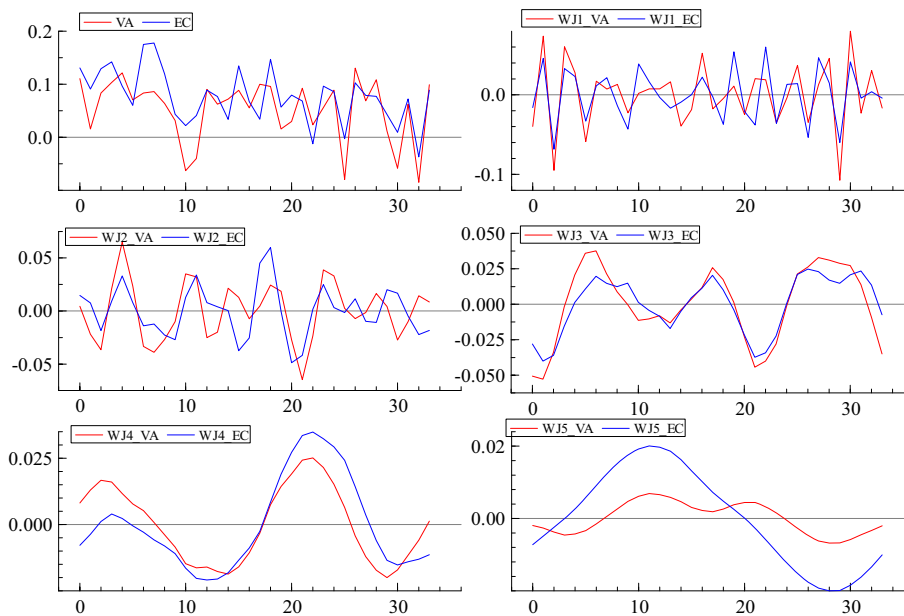 VA EC
0.2
0.1
0.0
0 10 20 30
WJ1_VA WJ1_EC
0.0
-0.1
0 10 20 30
WJ2_VA WJ2_EC
0.05
0.00
-0.05
0 10 20 30
WJ3_VA WJ3_EC
0.050
0.025
0.000
-0.025
-0.050
0 10 20 30
WJ4_VA WJ4_EC
0.025
0.000
0 10 20 30
WJ5_VA WJ5_EC
0.02
0.00
0 10 20 30